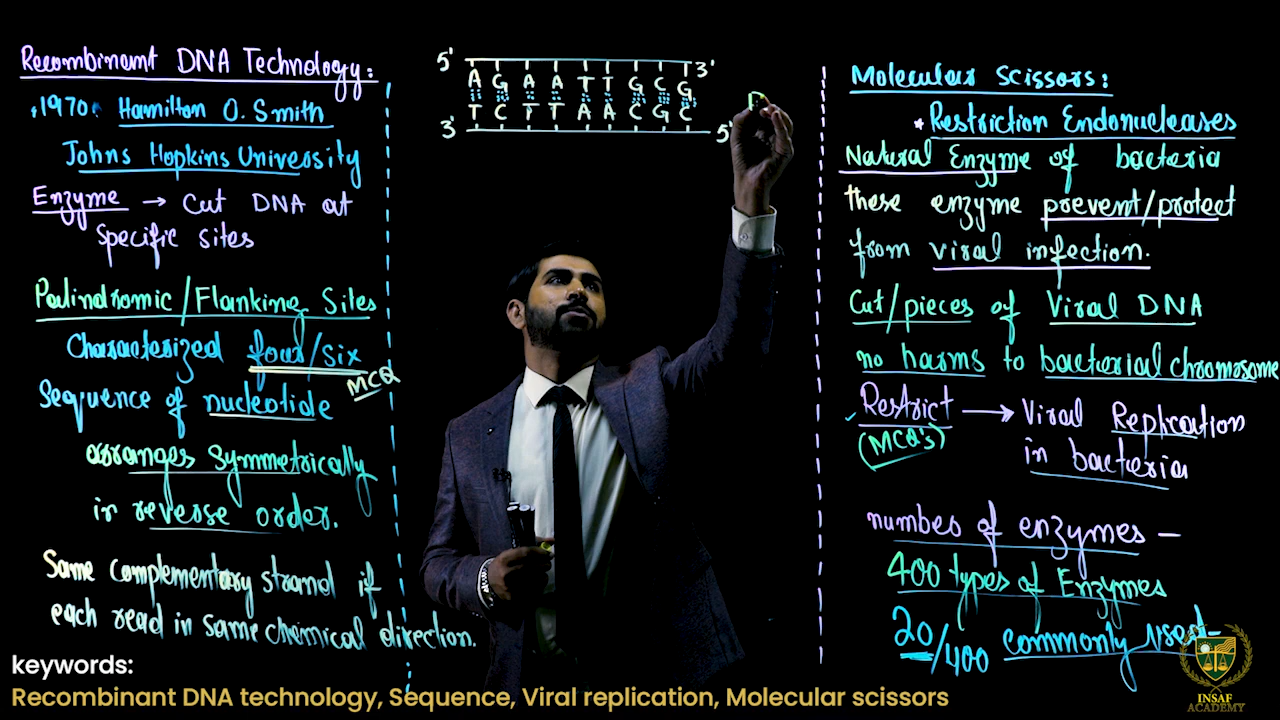 Recombinant DNA Technology:
1970: Hamilton O. Smith
Johns Hopkins University
Enzyme → Cut DNA at
Specific sites
Palindromic/Flanking Sites
Characterized four/six
MCQ
Sequence of nucleotide
arranges symmetrically
in reverse order.
Same complementary strand if
each read in same chemical direction.
5' 3'
A G A A T T G C G
T C T T A A C G C
3' 5'
Molecular scissors:
* Restriction Endonucleases
Natural Enzyme of bacteria
these enzyme prevent/protect
from viral infection.
Cut/pieces of Viral DNA
no harms to bacterial chromosome
Restrict → Viral Replication
(MCQ's) in bacteria
number of enzymes -
400 types of Enzymes
20/400 commonly used-
keywords:
Recombinant DNA technology, Sequence, Viral replication, Molecular scissors
INSAF
ACADEMY